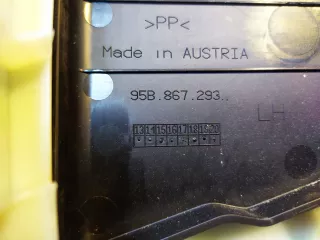 >PP<
Made in AUSTRIA
95B.867.293
LH